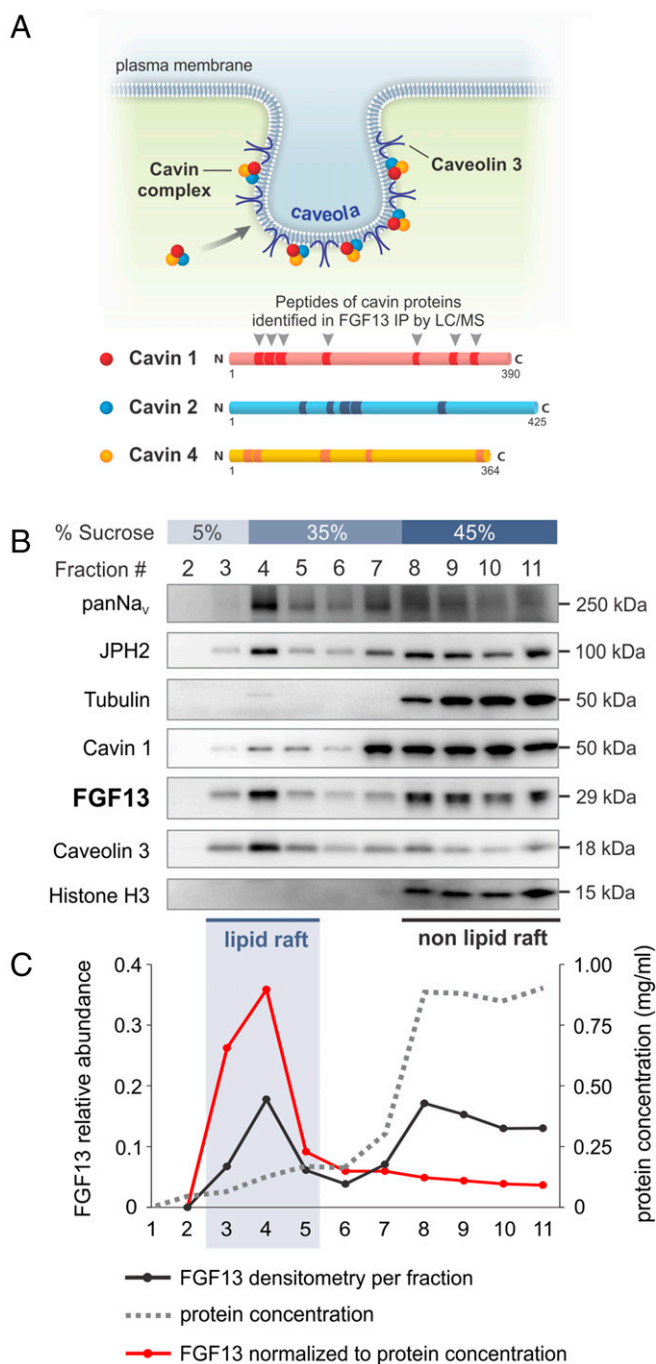 A
plasma membrane
Cavin complex
Caveolin 3
caveola
Peptides of cavin proteins
identified in FGF13 IP by LC/MS
Cavin 1 N C
1 390
Cavin 2 N C
1 425
Cavin 4 N C
1 364
B
% Sucrose 5% 35% 45%
Fraction # 2 3 4 5 6 7 8 9 10 11
panNav 250 kDa
JPH2 100 kDa
Tubulin 50 kDa
Cavin 1 50 kDa
FGF13 29 kDa
Caveolin 3 18 kDa
Histone H3 15 kDa
lipid raft non lipid raft
C
FGF13 relative abundance
0.4
0.3
0.2
0.1
0
protein concentration (mg/ml)
1.00
0.75
0.50
0.25
0
1 2 3 4 5 6 7 8 9 10 11
FGF13 densitometry per fraction
protein concentration
FGF13 normalized to protein concentration